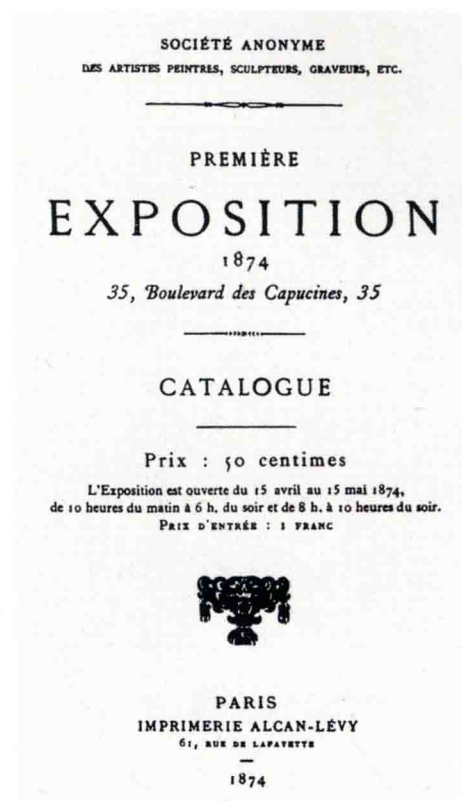 SOCIÉTÉ ANONYME
DES ARTISTES PEINTRES, SCULPTEURS, GRAVEURS, ETC.
PREMIÈRE
EXPOSITION
1874
35, Boulevard des Capucines, 35
CATALOGUE
Prix : 50 centimes
L'Exposition est ouverte du 15 avril au 15 mai 1874,
de 10 heures du matin à 6 h. du soir et de 8 h. à 10 heures du soir.
PRIX D'ENTRÉE : 1 FRANC
PARIS
IMPRIMERIE ALCAN-LÉVY
61, RUE DE LAFAYETTE
1874